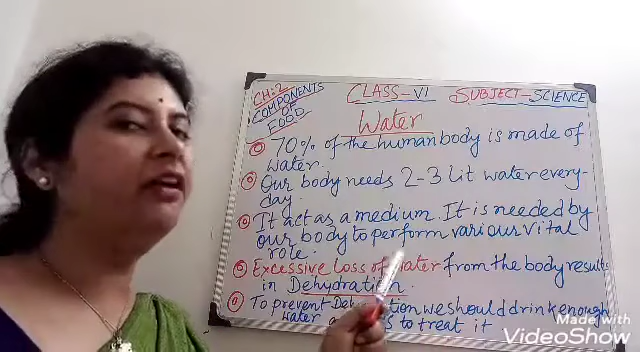 CH:2
COMPONENTS
OF
FOOD
CLASS-VI SUBJECT-SCIENCE
Water
70% of the human body is made of
water.
Our body needs 2-3 lit water every-
day.
It act as a medium. It is needed by
our body to perform various vital
role.
Excessive Loss of water from the body results
in Dehydration.
To prevent we should drink enough
water to treat it
Made with
VideoShow